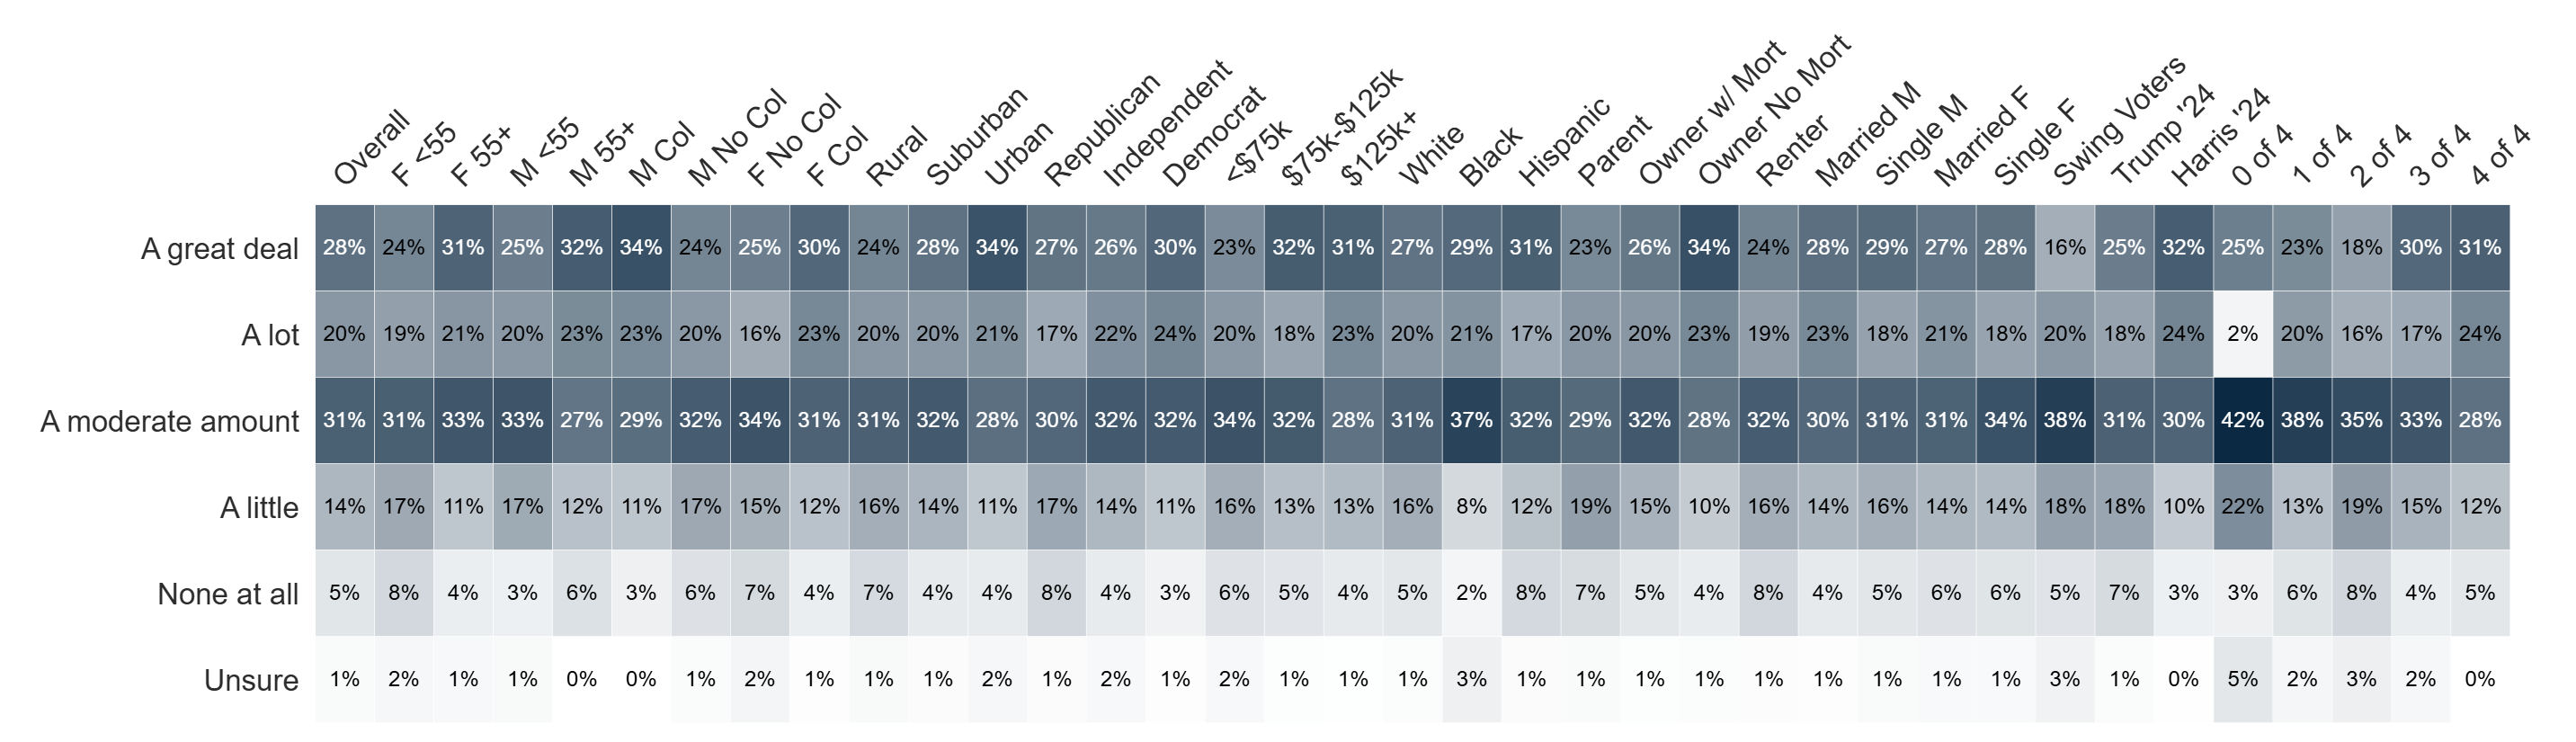 Overall F <55 F 55+ M <55 M 55+ M Col M No Col F No Col F Col Rural Suburban Urban Republican Independent Democrat <$75k $75k-$125k $125k+ White Black Hispanic Parent Owner w/ Mort Owner No Mort Renter Married M Single M Married F Single F Swing Voters Trump '24 Harris '24 0 of 4 1 of 4 2 of 4 3 of 4 4 of 4
A great deal 28% 24% 31% 25% 32% 34% 24% 25% 30% 24% 28% 34% 27% 26% 30% 23% 32% 31% 27% 29% 31% 23% 26% 34% 24% 28% 29% 27% 28% 16% 25% 32% 25% 23% 18% 30% 31%
A lot 20% 19% 21% 20% 23% 23% 20% 16% 23% 20% 20% 21% 17% 22% 24% 20% 18% 23% 20% 21% 17% 20% 20% 23% 19% 23% 18% 21% 18% 20% 18% 24% 2% 20% 16% 17% 24%
A moderate amount 31% 31% 33% 33% 27% 29% 32% 34% 31% 31% 32% 28% 30% 32% 32% 34% 32% 28% 31% 37% 32% 29% 32% 28% 32% 30% 31% 31% 34% 38% 31% 30% 42% 38% 35% 33% 28%
A little 14% 17% 11% 17% 12% 11% 17% 15% 12% 16% 14% 11% 17% 14% 11% 16% 13% 13% 16% 8% 12% 19% 15% 10% 16% 14% 16% 14% 14% 18% 18% 10% 22% 13% 19% 15% 12%
None at all 5% 8% 4% 3% 6% 3% 6% 7% 4% 7% 4% 4% 8% 4% 3% 6% 5% 4% 5% 2% 8% 7% 5% 4% 8% 4% 5% 6% 6% 5% 7% 3% 3% 6% 8% 4% 5%
Unsure 1% 2% 1% 1% 0% 0% 1% 2% 1% 1% 1% 2% 1% 2% 1% 2% 1% 1% 1% 3% 1% 1% 1% 1% 1% 1% 1% 1% 1% 3% 1% 0% 5% 2% 3% 2% 0%